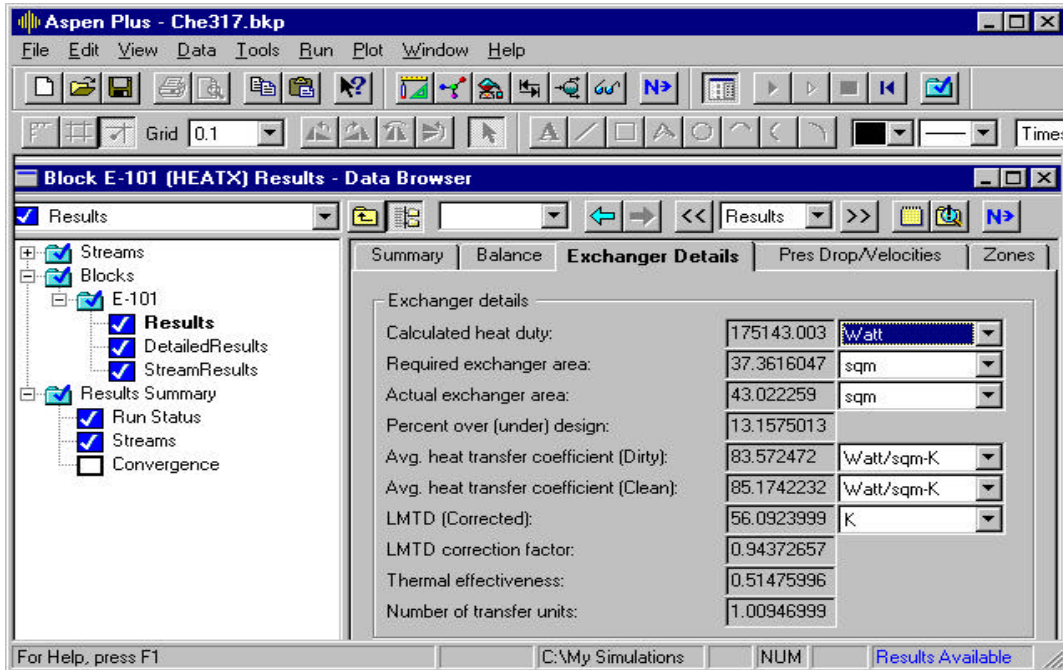 Aspen Plus - Che317.bkp
File Edit View Data Tools Run Plot Window Help
N>
Grid 0.1
A
Times
Block E-101 (HEATX) Results - Data Browser
Results
<< Results >> N>
Streams
Blocks
E-101
Results
DetailedResults
StreamResults
Results Summary
Run Status
Streams
Convergence
Summary Balance Exchanger Details Pres Drop/Velocities Zones
Exchanger details
Calculated heat duty: 175143.003 Watt
Required exchanger area: 37.3616047 sqm
Actual exchanger area: 43.022259 sqm
Percent over (under) design: 13.1575013
Avg. heat transfer coefficient (Dirty): 83.572472 Watt/sqm-K
Avg. heat transfer coefficient (Clean): 85.1742232 Watt/sqm-K
LMTD (Corrected): 56.0923999 K
LMTD correction factor: 0.94372657
Thermal effectiveness: 0.51475996
Number of transfer units: 1.00946999
For Help, press F1 C:\My Simulations NUM Results Available